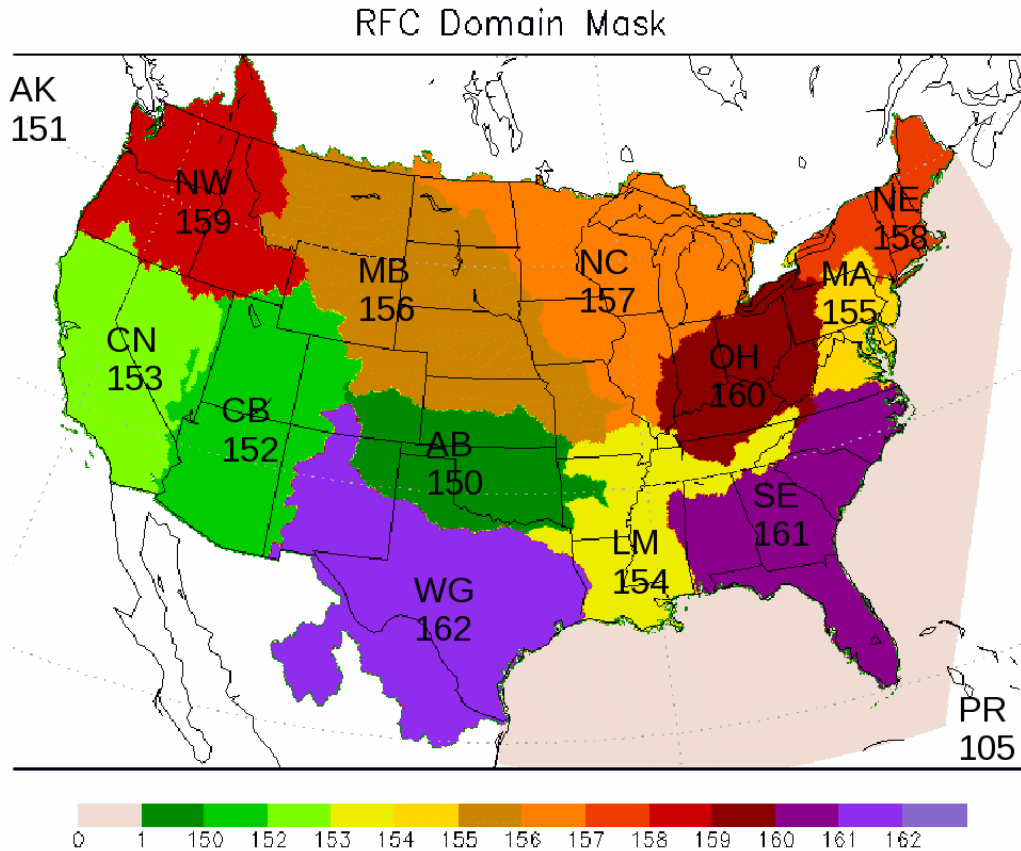 RFC Domain Mask
AK
151
NW
159
MB
156
NC
157
NE
158
MA
155
CN
153
OH
160
CB
152
AB
150
SE
161
LM
154
WG
162
PR
105
0 1 150 152 153 154 155 156 157 158 159 160 161 162